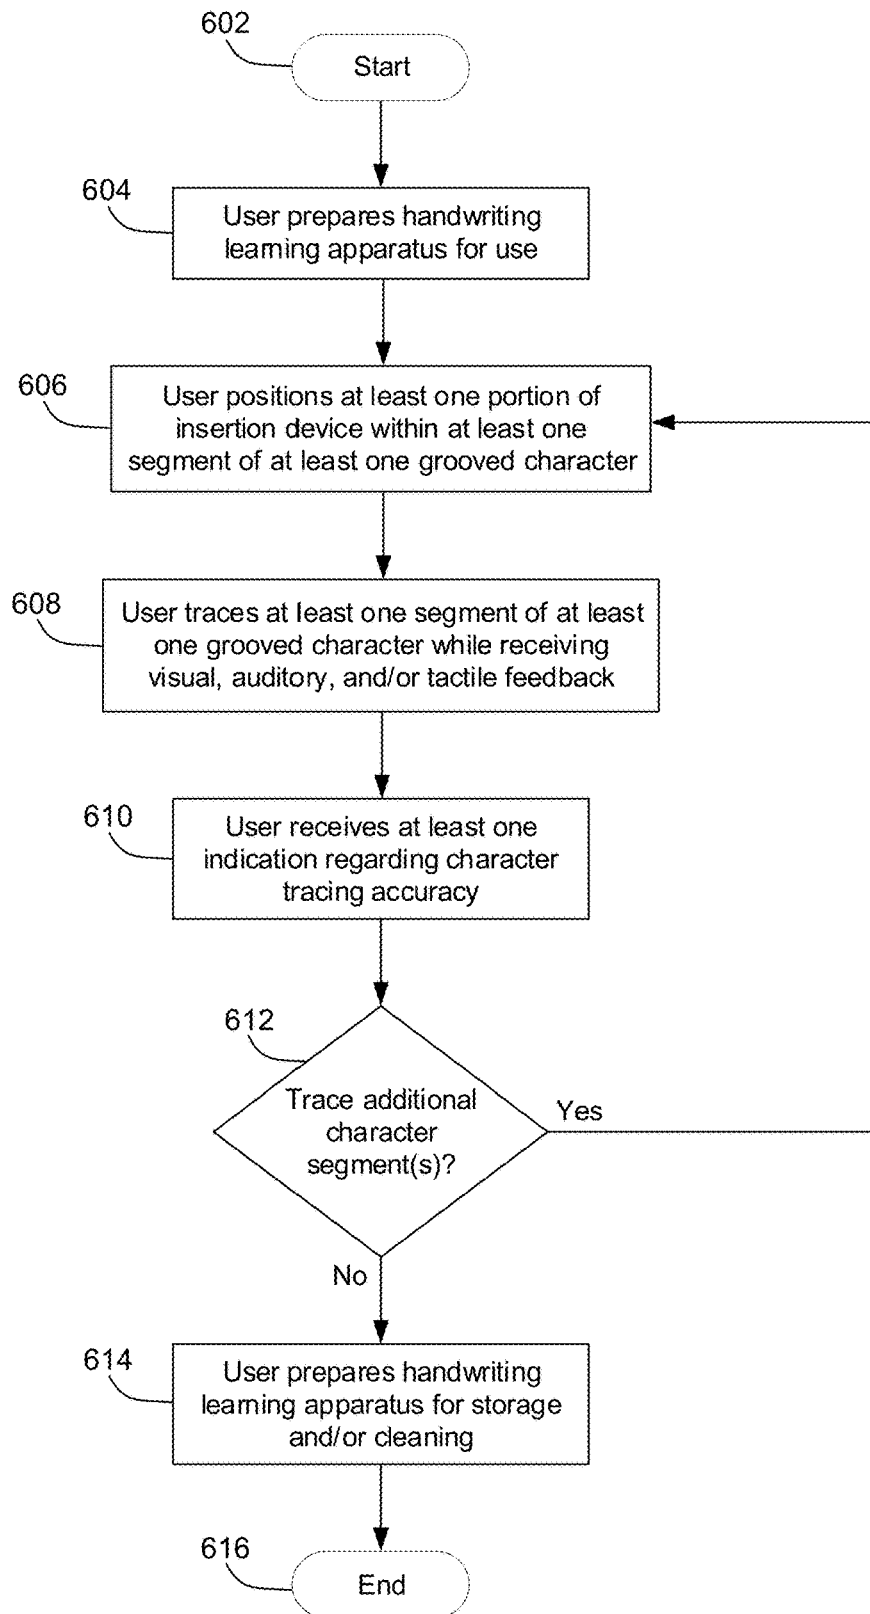 602
Start
604
User prepares handwriting
learning apparatus for use
606
User positions at least one portion of
insertion device within at least one
segment of at least one grooved character
608
User traces at least one segment of at least
one grooved character while receiving
visual, auditory, and/or tactile feedback
610
User receives at least one
indication regarding character
tracing accuracy
612
Trace additional
character
segment(s)?
Yes
No
614
User prepares handwriting
learning apparatus for storage
and/or cleaning
616
End